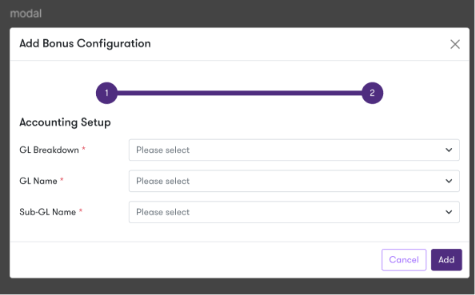 modal
Add Bonus Configuration
1 2
Accounting Setup
GL Breakdown * Please select
GL Name * Please select
Sub-GL Name * Please select
Cancel Add